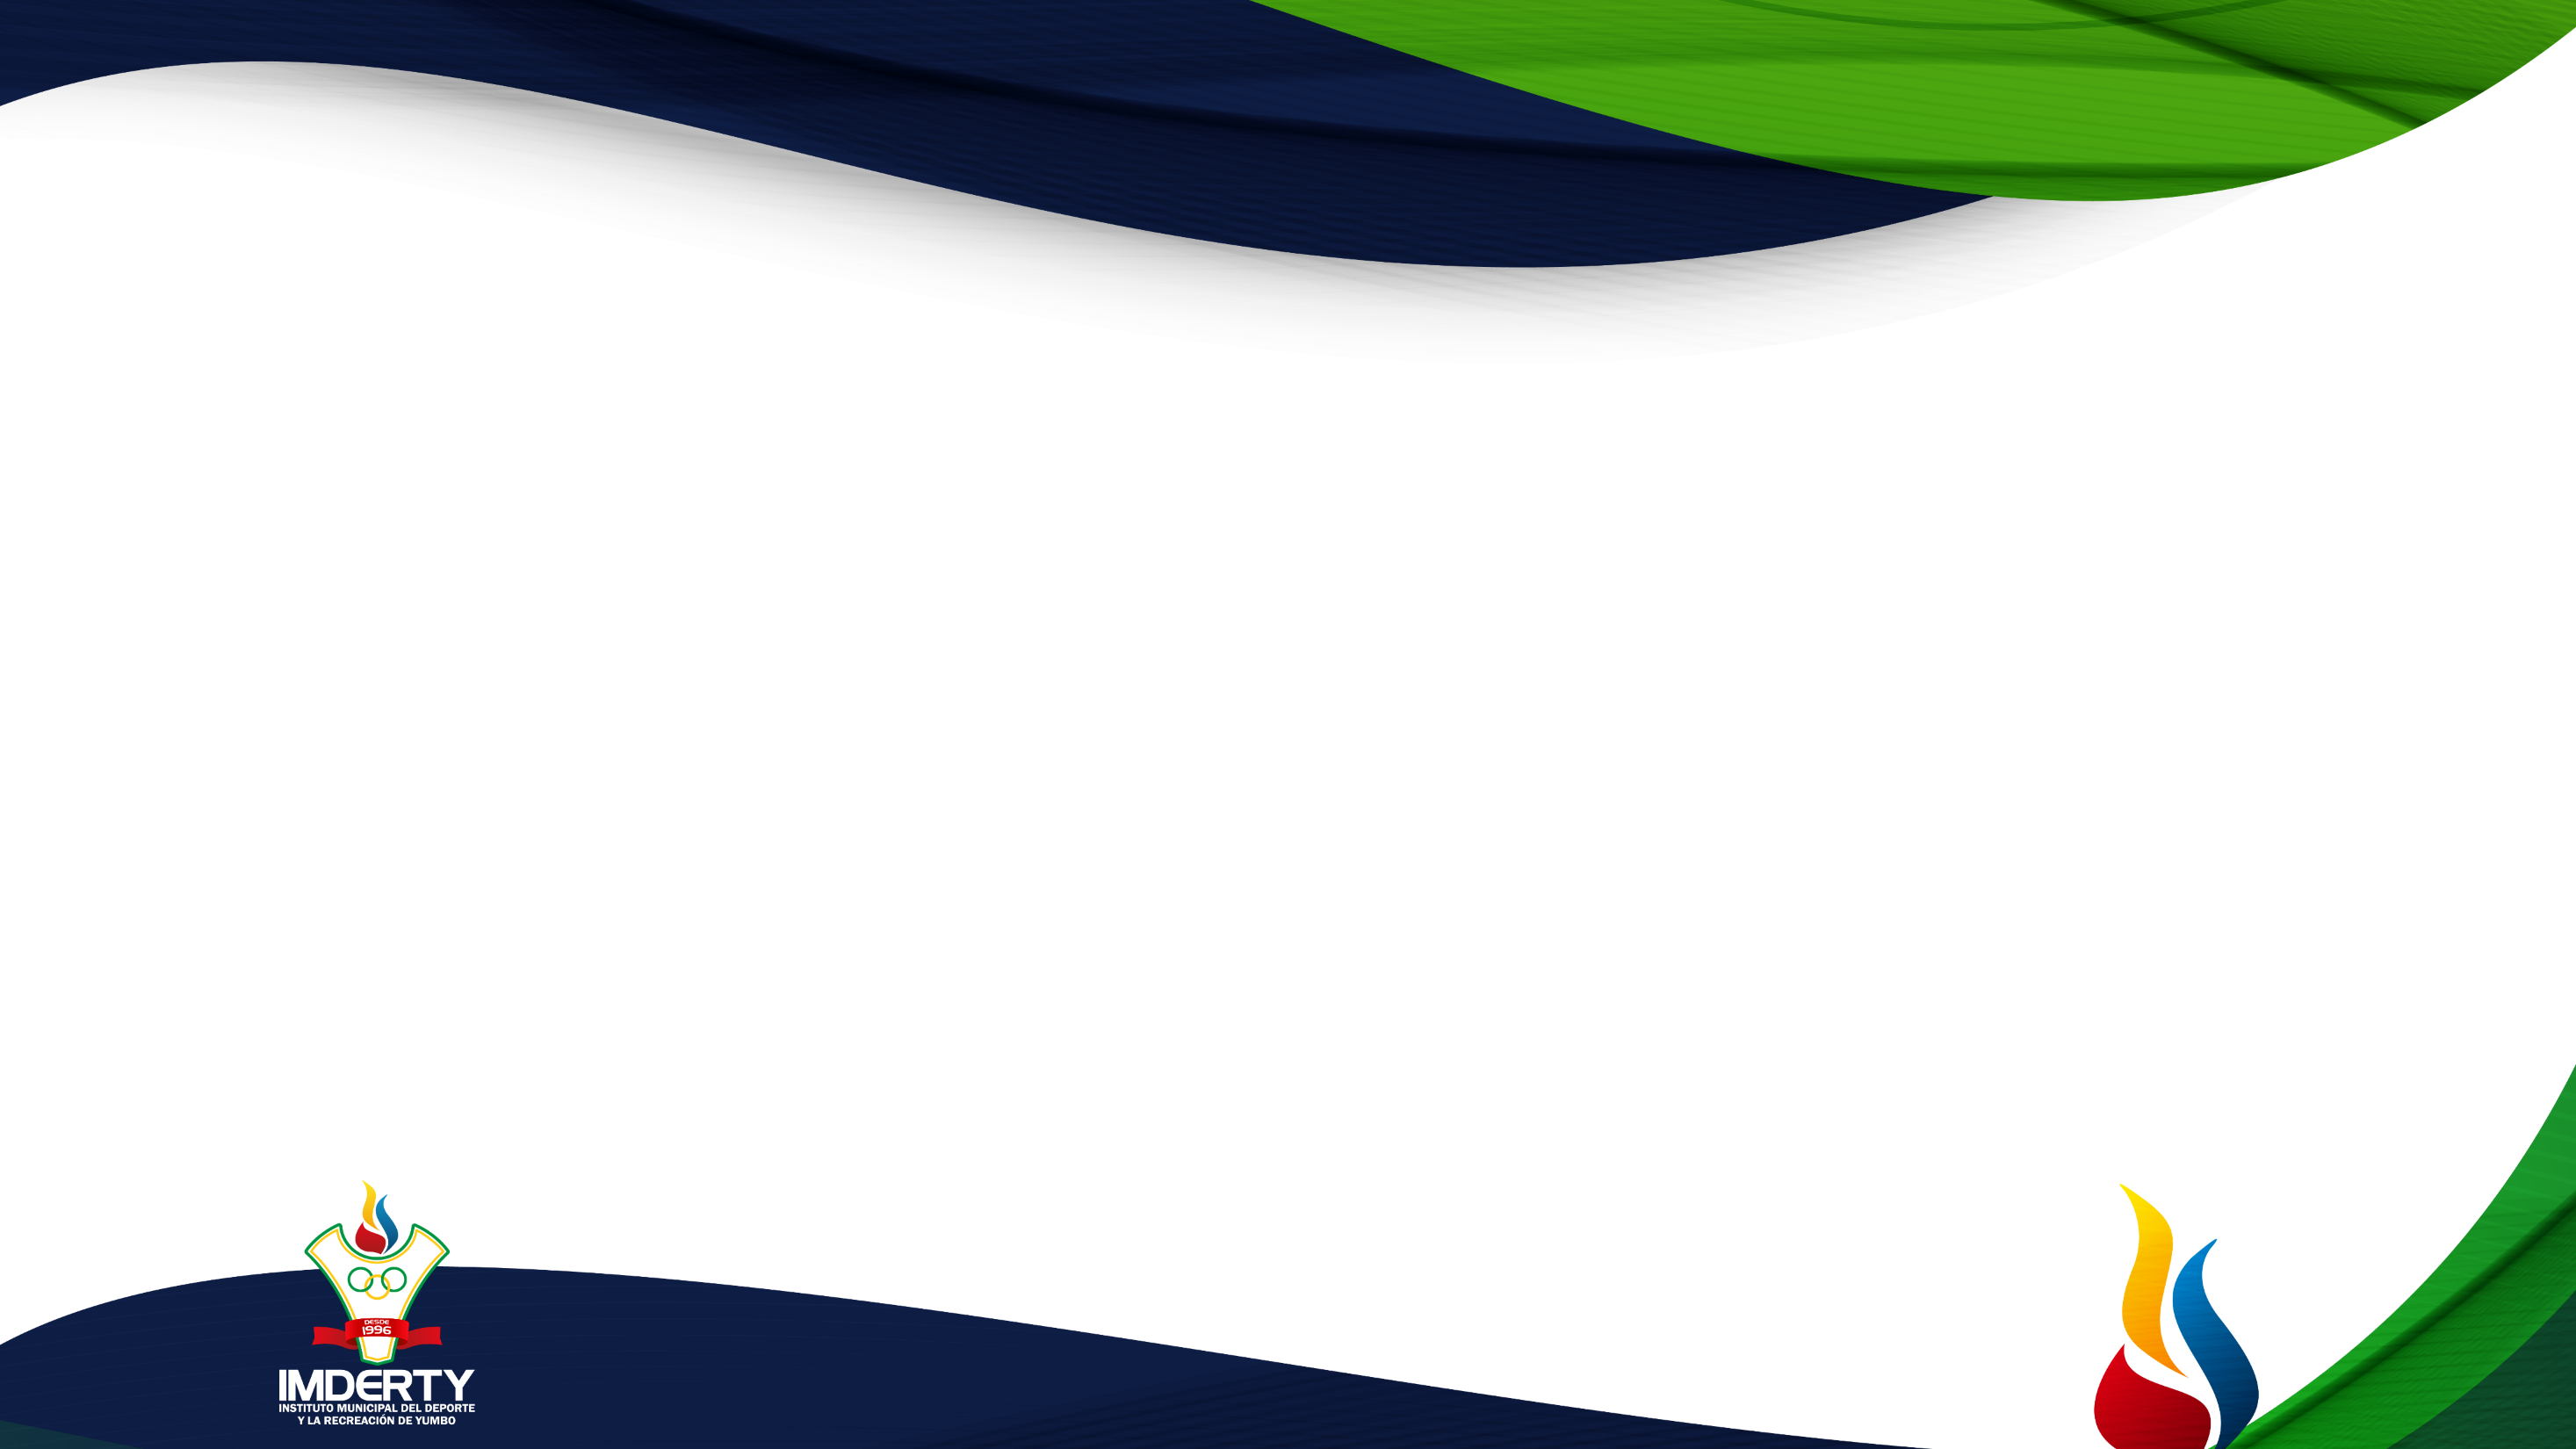 DESDE
1996
IMDERTY
INSTITUTO MUNICIPAL DEL DEPORTE
Y LA RECREACIÓN DE YUMBO